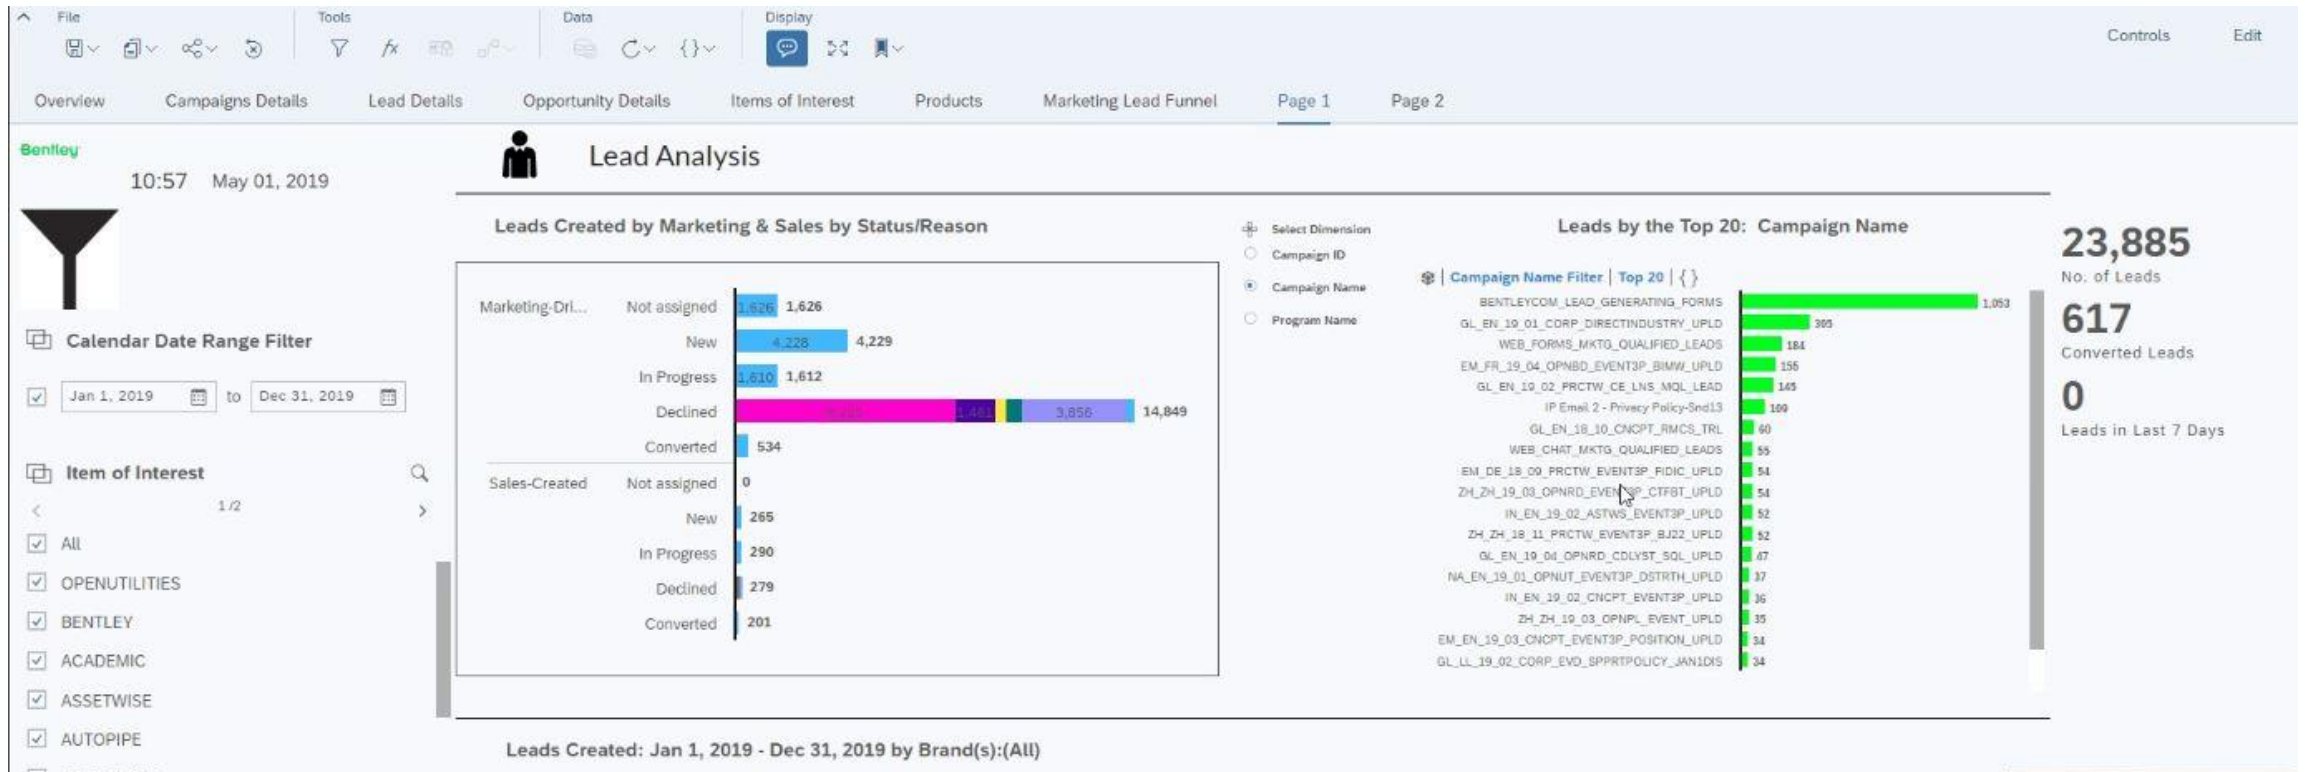 File Tools Data Display
Controls Edit
Overview Campaigns Details Lead Details Opportunity Details Items of Interest Products Marketing Lead Funnel Page 1 Page 2
Bentley
10:57 May 01, 2019
Lead Analysis
Calendar Date Range Filter
Jan 1, 2019 to Dec 31, 2019
Item of Interest
1/2
All
OPENUTILITIES
BENTLEY
ACADEMIC
ASSETWISE
AUTOPIPE
Leads Created by Marketing & Sales by Status/Reason
Marketing-Dri... Not assigned 1,626 1,626
New 4,228 4,229
In Progress 1,610 1,612
Declined 1,461 3,856 14,849
Converted 534
Sales-Created Not assigned 0
New 265
In Progress 290
Declined 279
Converted 201
Select Dimension
Campaign ID
Campaign Name
Program Name
Leads by the Top 20: Campaign Name
Campaign Name Filter | Top 20 | { }
BENTLEYCOM_LEAD_GENERATING_FORMS 1,053
GL_EN_19_01_CORP_DIRECTINDUSTRY_UPLD 305
WEB_FORMS_MKTG_QUALIFIED_LEADS 184
EM_FR_19_04_OPNBD_EVENT3P_BIMW_UPLD 155
GL_EN_19_02_PRCTW_CE_LNS_MQL_LEAD 145
IP Email 2 - Privacy Policy-Snd13 109
GL_EN_18_10_CNCPT_RMCS_TRL 60
WEB_CHAT_MKTG_QUALIFIED_LEADS 55
EM_DE_18_09_PRCTW_EVENT3P_FIDIC_UPLD 54
ZH_ZH_19_03_OPNRD_EVENT3P_CTFBT_UPLD 54
IN_EN_19_02_ASTWS_EVENT3P_UPLD 52
ZH_ZH_18_11_PRCTW_EVENT3P_BJ22_UPLD 52
GL_EN_19_04_OPNRD_CDLYST_SQL_UPLD 47
NA_EN_19_01_OPNUT_EVENT3P_DSTRTH_UPLD 37
IN_EN_19_02_CNCPT_EVENT3P_UPLD 36
ZH_ZH_19_03_OPNPL_EVENT_UPLD 35
EM_EN_19_03_CNCPT_EVENT3P_POSITION_UPLD 34
GL_LL_19_02_CORP_EVD_SPPRTPOLICY_JAN1DIS 34
23,885
No. of Leads
617
Converted Leads
0
Leads in Last 7 Days
Leads Created: Jan 1, 2019 - Dec 31, 2019 by Brand(s):(All)